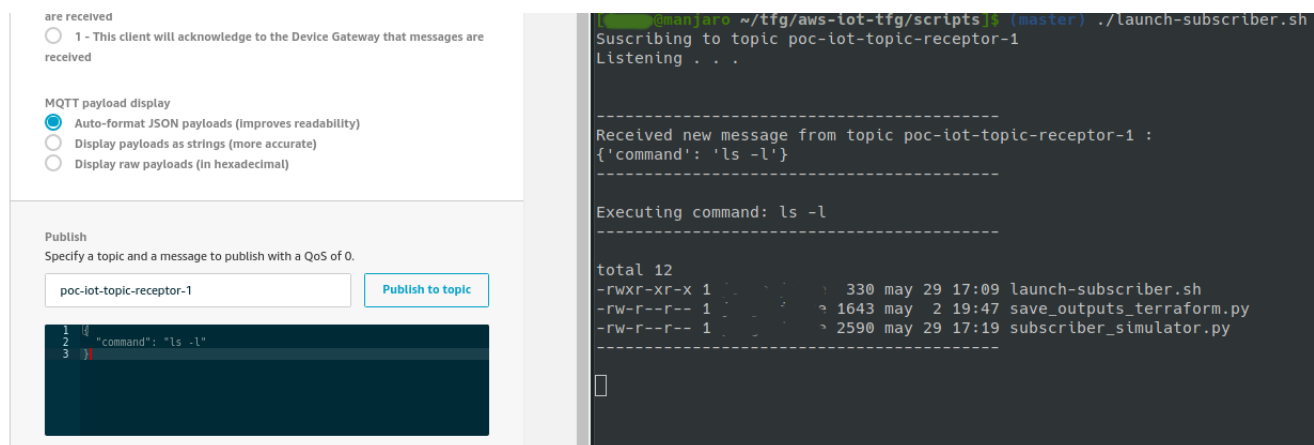 are received
1 - This client will acknowledge to the Device Gateway that messages are
received
MQTT payload display
Auto-format JSON payloads (improves readability)
Display payloads as strings (more accurate)
Display raw payloads (in hexadecimal)
Publish
Specify a topic and a message to publish with a QoS of 0.
poc-iot-topic-receptor-1
Publish to topic
1 {
2 "command": "ls -l"
3 }
[@manjaro ~/tfg/aws-iot-tfg/scripts]$ (master) ./launch-subscriber.sh
Suscribing to topic poc-iot-topic-receptor-1
Listening . . .
------------------------------------------
Received new message from topic poc-iot-topic-receptor-1 :
{'command': 'ls -l'}
------------------------------------------
Executing command: ls -l
------------------------------------------
total 12
-rwxr-xr-x 1 330 may 29 17:09 launch-subscriber.sh
-rw-r--r-- 1 1643 may  2 19:47 save_outputs_terraform.py
-rw-r--r-- 1 2590 may 29 17:19 subscriber_simulator.py
------------------------------------------